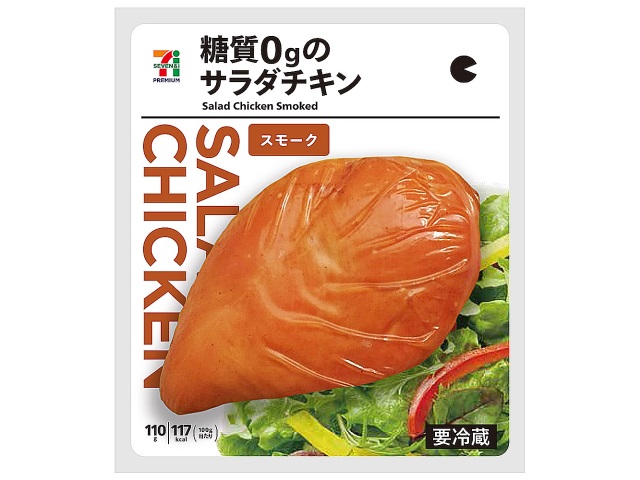 糖質0gの
サラダチキン
Salad Chicken Smoked
SEVEN&i
PREMIUM
スモーク
SALAD
CHICKEN
110g
117kcal
(100g当たり)
要冷蔵